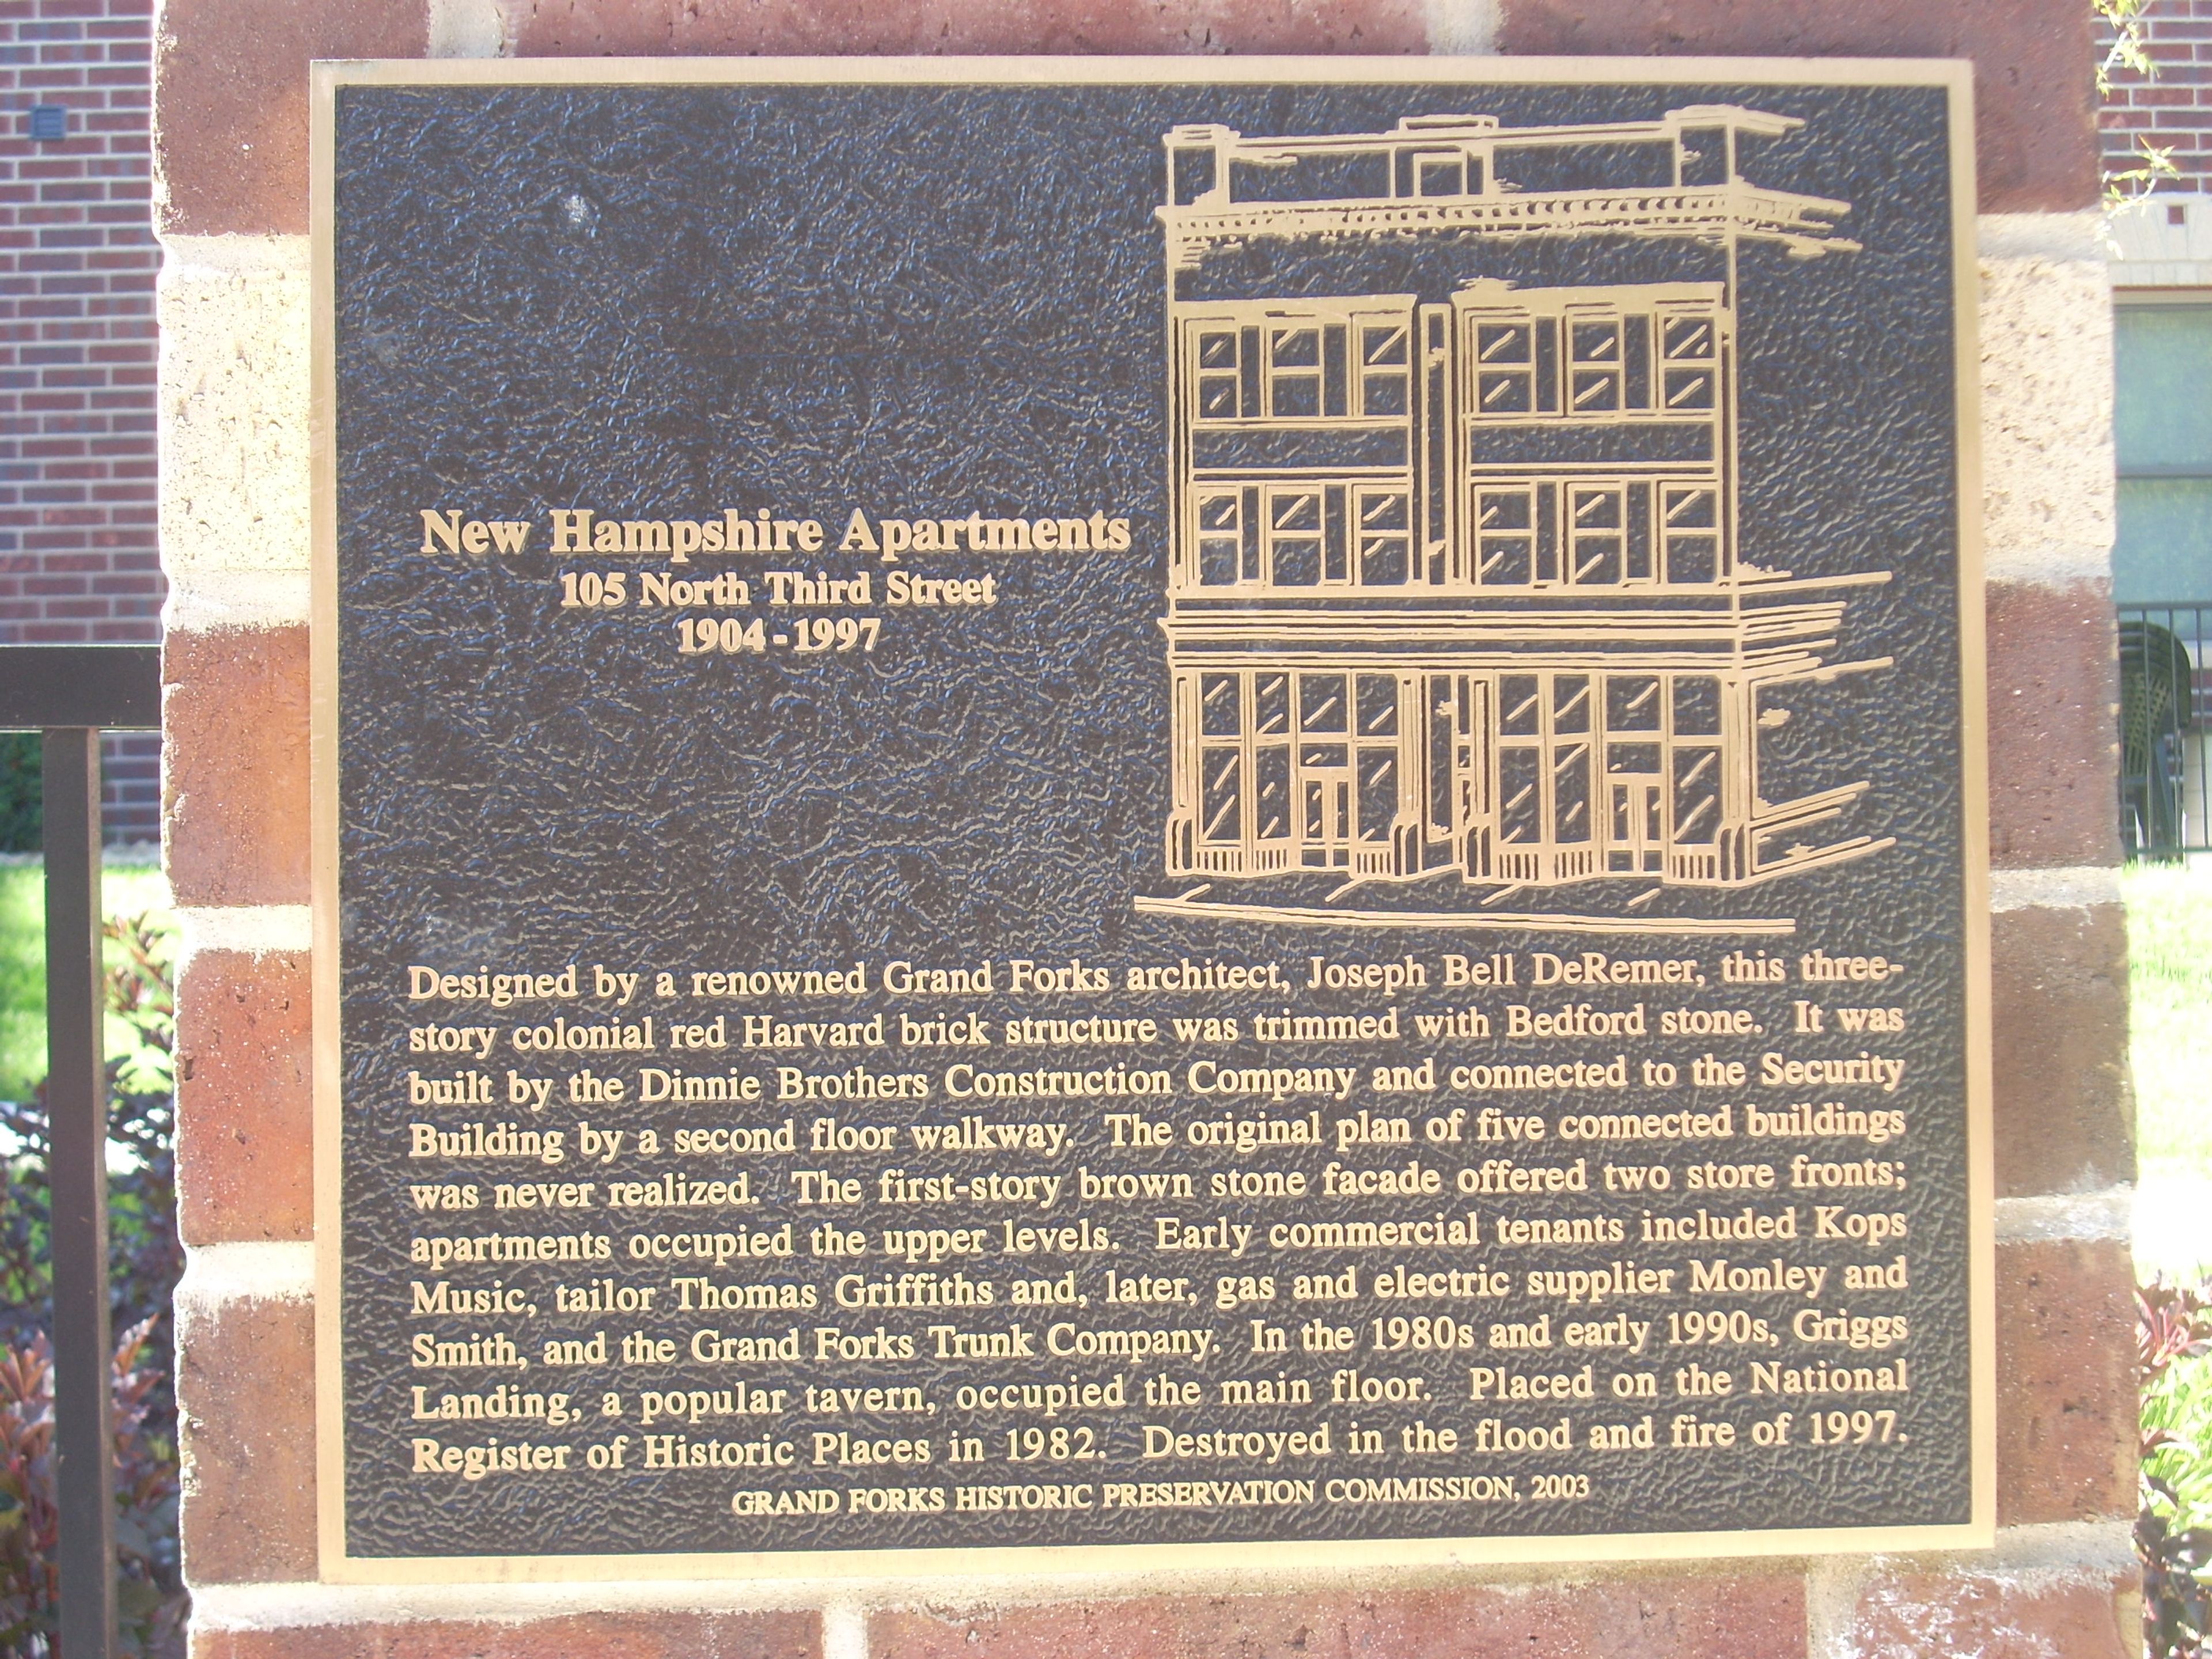 New Hampshire Apartments
105 North Third Street
1904-1997
Designed by a renowned Grand Forks architect, Joseph Bell DeRemer, this three-
story colonial red Harvard brick structure was trimmed with Bedford stone. It was
built by the Dinnie Brothers Construction Company and connected to the Security
Building by a second floor walkway. The original plan of five connected buildings
was never realized. The first-story brown stone facade offered two store fronts;
apartments occupied the upper levels. Early commercial tenants included Kops
Music, tailor Thomas Griffiths and, later, gas and electric supplier Monley and
Smith, and the Grand Forks Trunk Company. In the 1980s and early 1990s, Griggs
Landing, a popular tavern, occupied the main floor. Placed on the National
Register of Historic Places in 1982. Destroyed in the flood and fire of 1997.
GRAND FORKS HISTORIC PRESERVATION COMMISSION, 2003